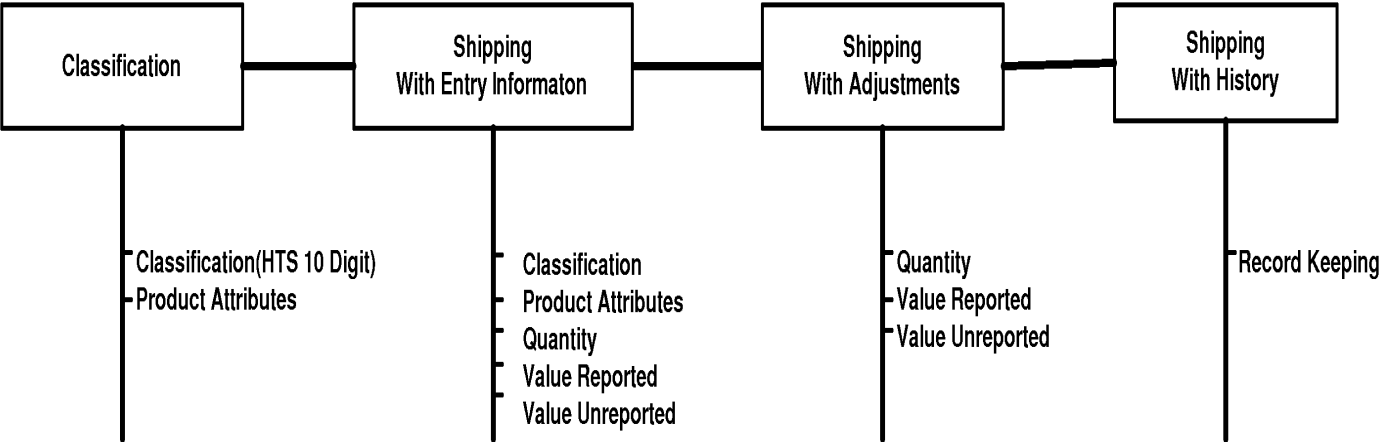 Classification
Shipping
With Entry Informaton
Shipping
With Adjustments
Shipping
With History
Classification(HTS 10 Digit)
Product Attributes
Classification
Product Attributes
Quantity
Value Reported
Value Unreported
Quantity
Value Reported
Value Unreported
Record Keeping